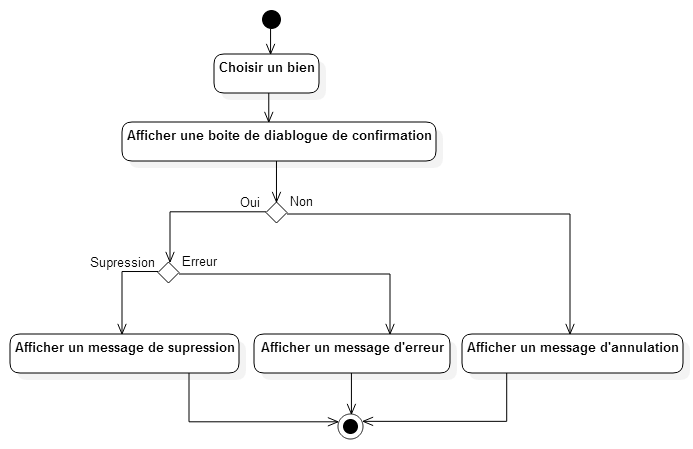 Choisir un bien
Afficher une boite de diablogue de confirmation
Oui
Non
Supression
Erreur
Afficher un message de supression
Afficher un message d'erreur
Afficher un message d'annulation